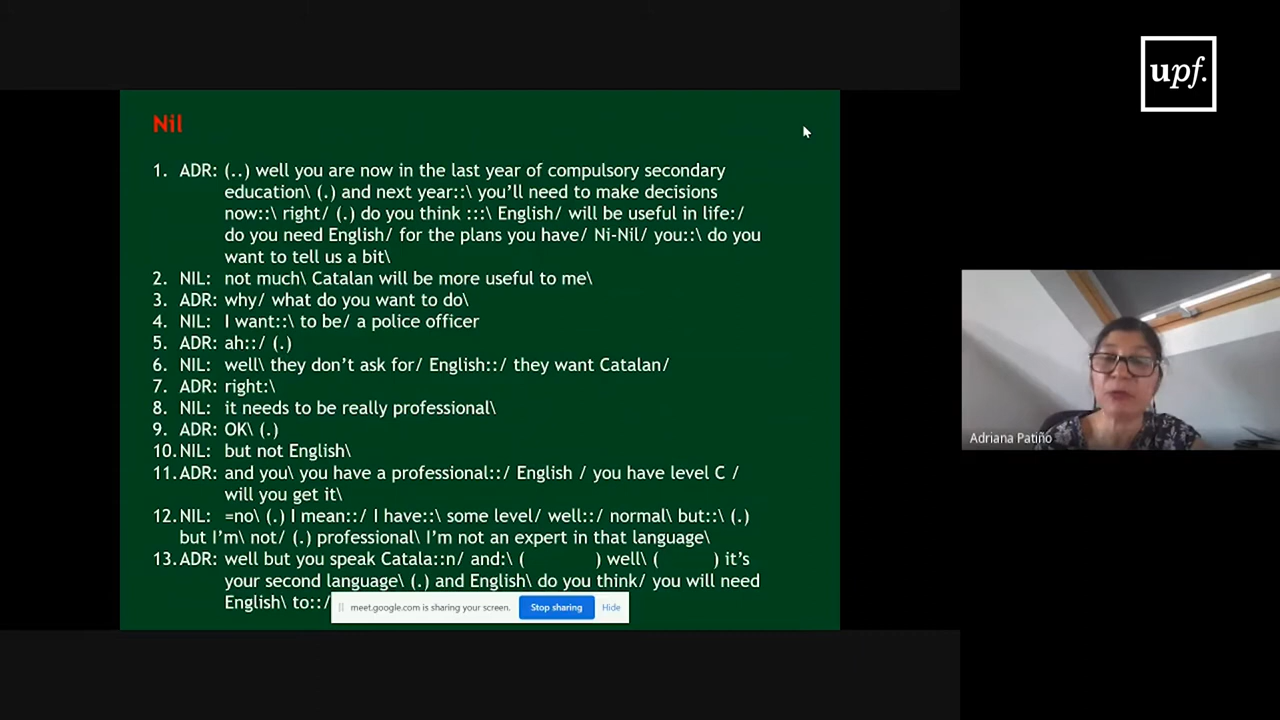 upf.
Nil
1. ADR: (..) well you are now in the last year of compulsory secondary
education\ (.) and next year::\ you'll need to make decisions
now::\ right/ (.) do you think :::\ English/ will be useful in life:/
do you need English/ for the plans you have/ Ni-Nil/ you::\ do you
want to tell us a bit\
2. NIL: not much\ Catalan will be more useful to me\
3. ADR: why/ what do you want to do\
4. NIL: I want::\ to be/ a police officer
5. ADR: ah::/ (.)
6. NIL: well\ they don't ask for/ English::/ they want Catalan/
7. ADR: right:\
8. NIL: it needs to be really professional\
9. ADR: OK\ (.)
10. NIL: but not English\
11. ADR: and you\ you have a professional::/ English / you have level C /
will you get it\
12. NIL: =no\ (.) I mean::/ I have::\ some level/ well::/ normal\ but::\ (.)
but I'm\ not/ (.) professional\ I'm not an expert in that language\
13. ADR: well but you speak Catala::n/ and:\ ( ) well\ ( ) it's
your second language\ (.) and English\ do you think/ you will need
English\ to::/
meet.google.com is sharing your screen. Stop sharing Hide
Adriana Patiño